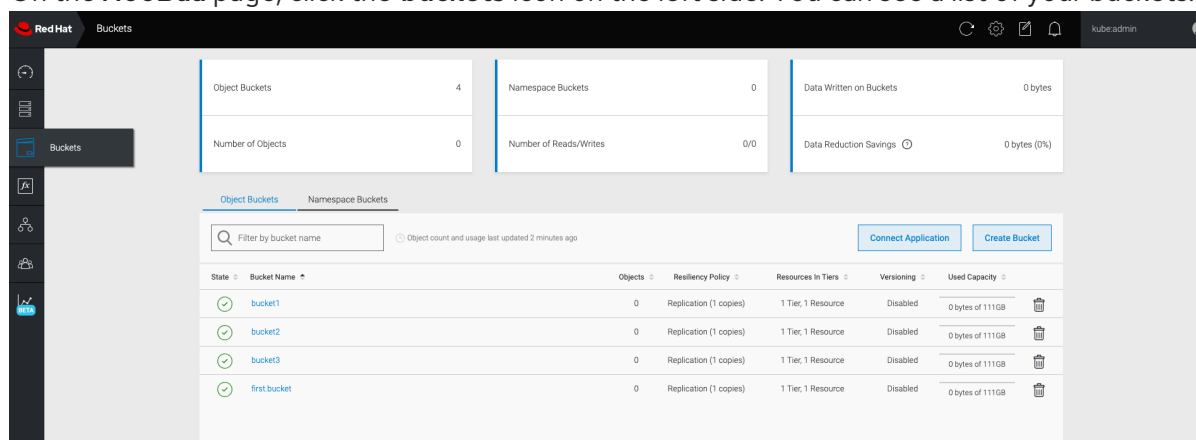 On the NooBaa page, click the buckets icon on the left side. You can see a list of your buckets.
Red Hat Buckets kube:admin
Object Buckets 4 Namespace Buckets 0 Data Written on Buckets 0 bytes
Buckets
Number of Objects 0 Number of Reads/Writes 0/0 Data Reduction Savings ? 0 bytes (0%)
fx
Object Buckets Namespace Buckets
Filter by bucket name Object count and usage last updated 2 minutes ago Connect Application Create Bucket
State Bucket Name Objects Resiliency Policy Resources In Tiers Versioning Used Capacity
BETA
bucket1 0 Replication (1 copies) 1 Tier, 1 Resource Disabled 0 bytes of 111GB
bucket2 0 Replication (1 copies) 1 Tier, 1 Resource Disabled 0 bytes of 111GB
bucket3 0 Replication (1 copies) 1 Tier, 1 Resource Disabled 0 bytes of 111GB
first.bucket 0 Replication (1 copies) 1 Tier, 1 Resource Disabled 0 bytes of 111GB